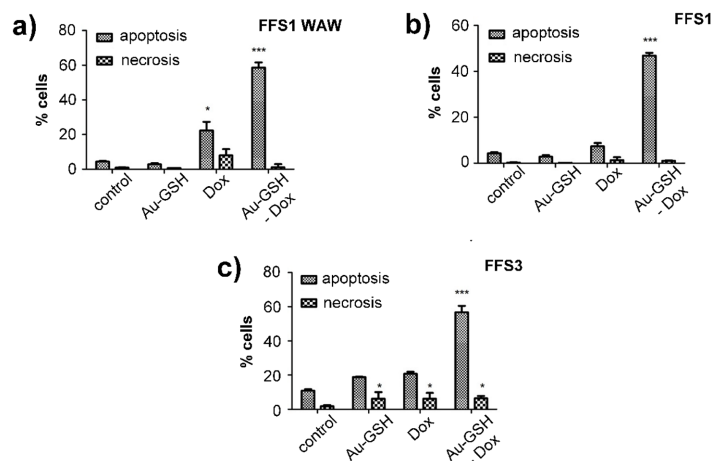 a)
FFS1 WAW
80
60
40
20
0
% cells
apoptosis
necrosis
*
***
control
Au-GSH
Dox
Au-GSH
- Dox
b)
FFS1
60
40
20
0
% cells
apoptosis
necrosis
***
control
Au-GSH
Dox
Au-GSH
- Dox
c)
FFS3
80
60
40
20
0
% cells
apoptosis
necrosis
***
*
*
*
control
Au-GSH
Dox
Au-GSH
- Dox